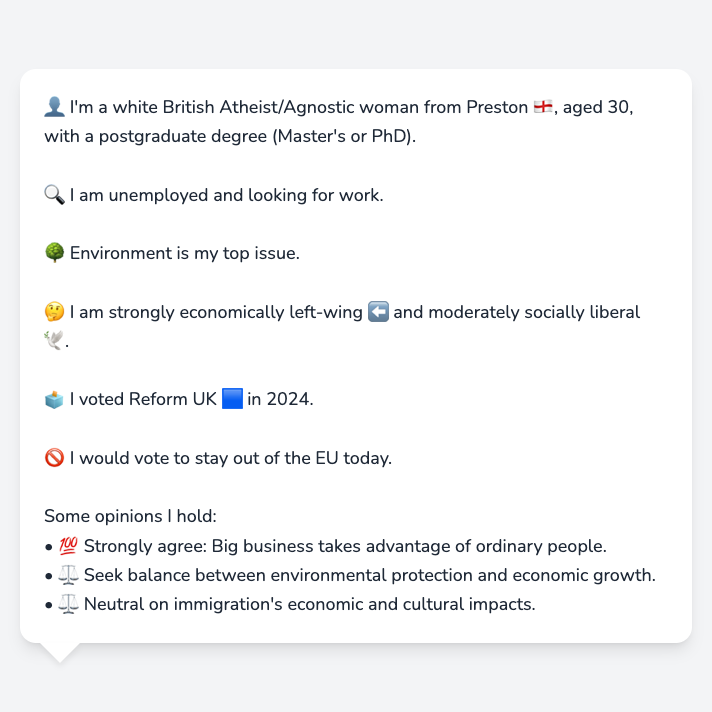 👤 I'm a white British Atheist/Agnostic woman from Preston 🏴󠁧󠁢󠁥󠁮󠁧󠁿, aged 30,
with a postgraduate degree (Master's or PhD).
🔍 I am unemployed and looking for work.
🌳 Environment is my top issue.
🤔 I am strongly economically left-wing ⬅️ and moderately socially liberal
🕊️.
🗳️ I voted Reform UK 🟦 in 2024.
🚫 I would vote to stay out of the EU today.
Some opinions I hold:
• 💯 Strongly agree: Big business takes advantage of ordinary people.
• ⚖️ Seek balance between environmental protection and economic growth.
• ⚖️ Neutral on immigration's economic and cultural impacts.